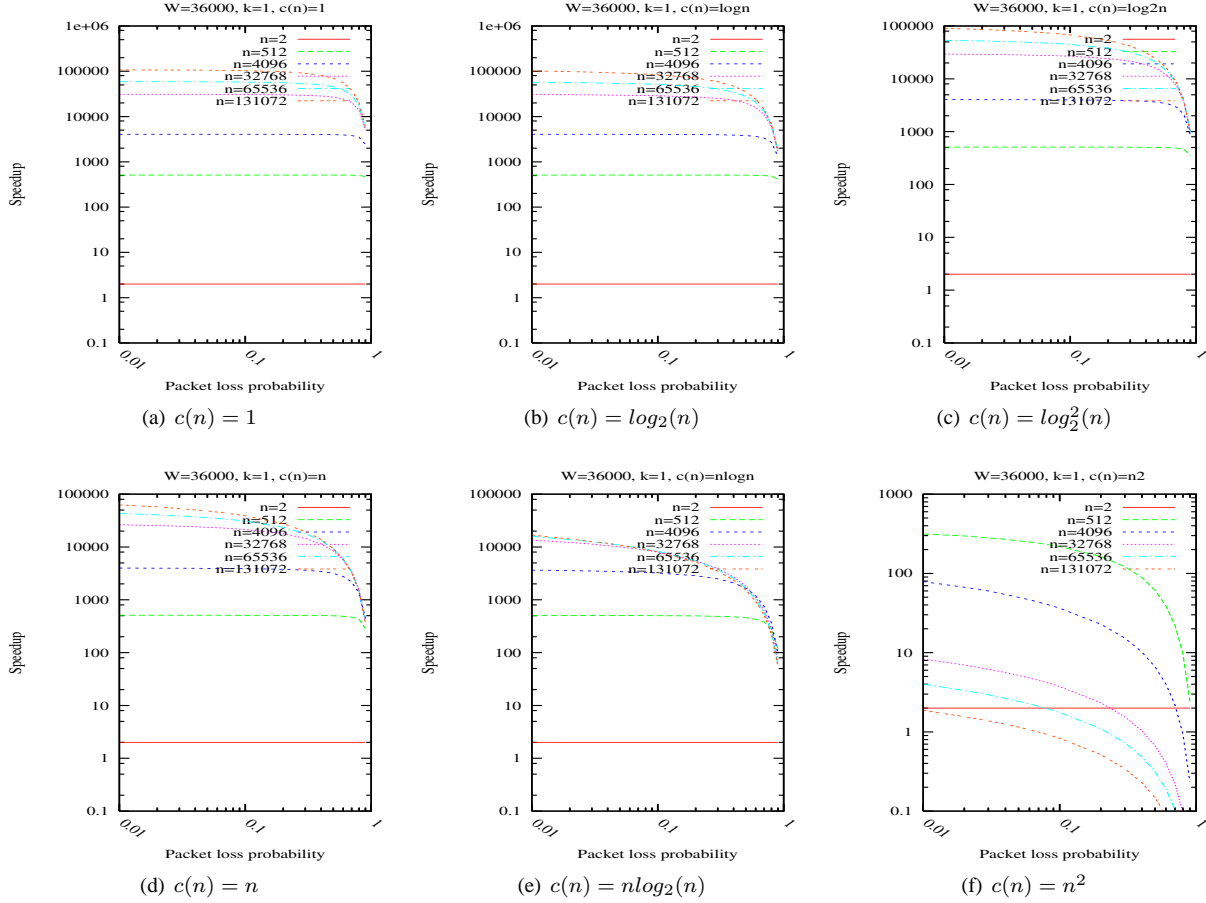 W=36000, k=1, c(n)=1
1e+06
100000
10000
1000
100
10
1
0.1
n=2
n=512
n=4096
n=32768
n=65536
n=131072
Speedup
0.01
0.1
1
Packet loss probability
(a) c(n) = 1
W=36000, k=1, c(n)=logn
1e+06
100000
10000
1000
100
10
1
0.1
n=2
n=512
n=4096
n=32768
n=65536
n=131072
Speedup
0.01
0.1
1
Packet loss probability
(b) c(n) = log₂(n)
W=36000, k=1, c(n)=log2n
100000
10000
1000
100
10
1
0.1
n=2
n=512
n=4096
n=32768
n=65536
n=131072
Speedup
0.01
0.1
1
Packet loss probability
(c) c(n) = log₂²(n)
W=36000, k=1, c(n)=n
100000
10000
1000
100
10
1
0.1
n=2
n=512
n=4096
n=32768
n=65536
n=131072
Speedup
0.01
0.1
1
Packet loss probability
(d) c(n) = n
W=36000, k=1, c(n)=nlogn
100000
10000
1000
100
10
1
0.1
n=2
n=512
n=4096
n=32768
n=65536
n=131072
Speedup
0.01
0.1
1
Packet loss probability
(e) c(n) = nlog₂(n)
W=36000, k=1, c(n)=n2
1000
100
10
1
0.1
n=2
n=512
n=4096
n=32768
n=65536
n=131072
Speedup
0.01
0.1
1
Packet loss probability
(f) c(n) = n²